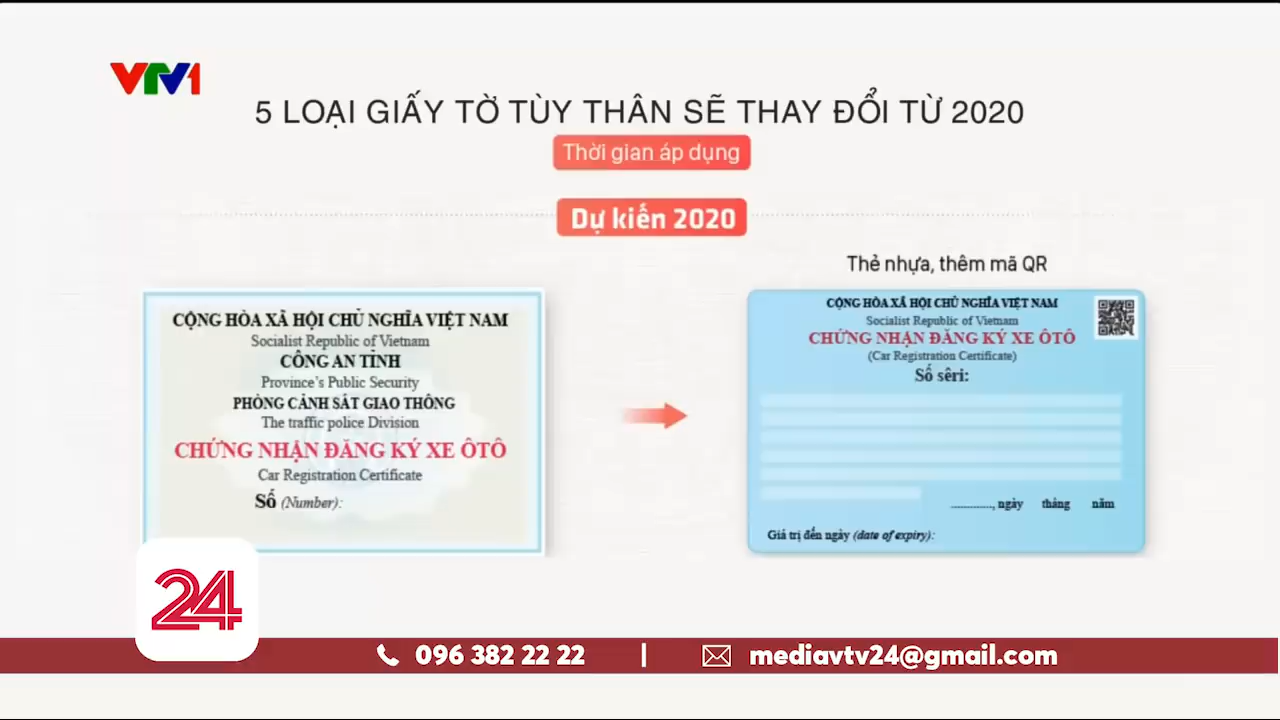 VTV1
5 LOẠI GIẤY TỜ TÙY THÂN SẼ THAY ĐỔI TỪ 2020
Thời gian áp dụng
Dự kiến 2020
Thẻ nhựa, thêm mã QR
CỘNG HÒA XÃ HỘI CHỦ NGHĨA VIỆT NAM
Socialist Republic of Vietnam
CÔNG AN TỈNH
Province's Public Security
PHÒNG CẢNH SÁT GIAO THÔNG
The traffic police Division
CHỨNG NHẬN ĐĂNG KÝ XE ÔTÔ
Car Registration Certificate
Số (Number):
CỘNG HÒA XÃ HỘI CHỦ NGHĨA VIỆT NAM
Socialist Republic of Vietnam
CHỨNG NHẬN ĐĂNG KÝ XE ÔTÔ
(Car Registration Certificate)
Số sêri:
.............., ngày tháng năm
Giá trị đến ngày (date of expiry):
24
096 382 22 22 | mediavtv24@gmail.com